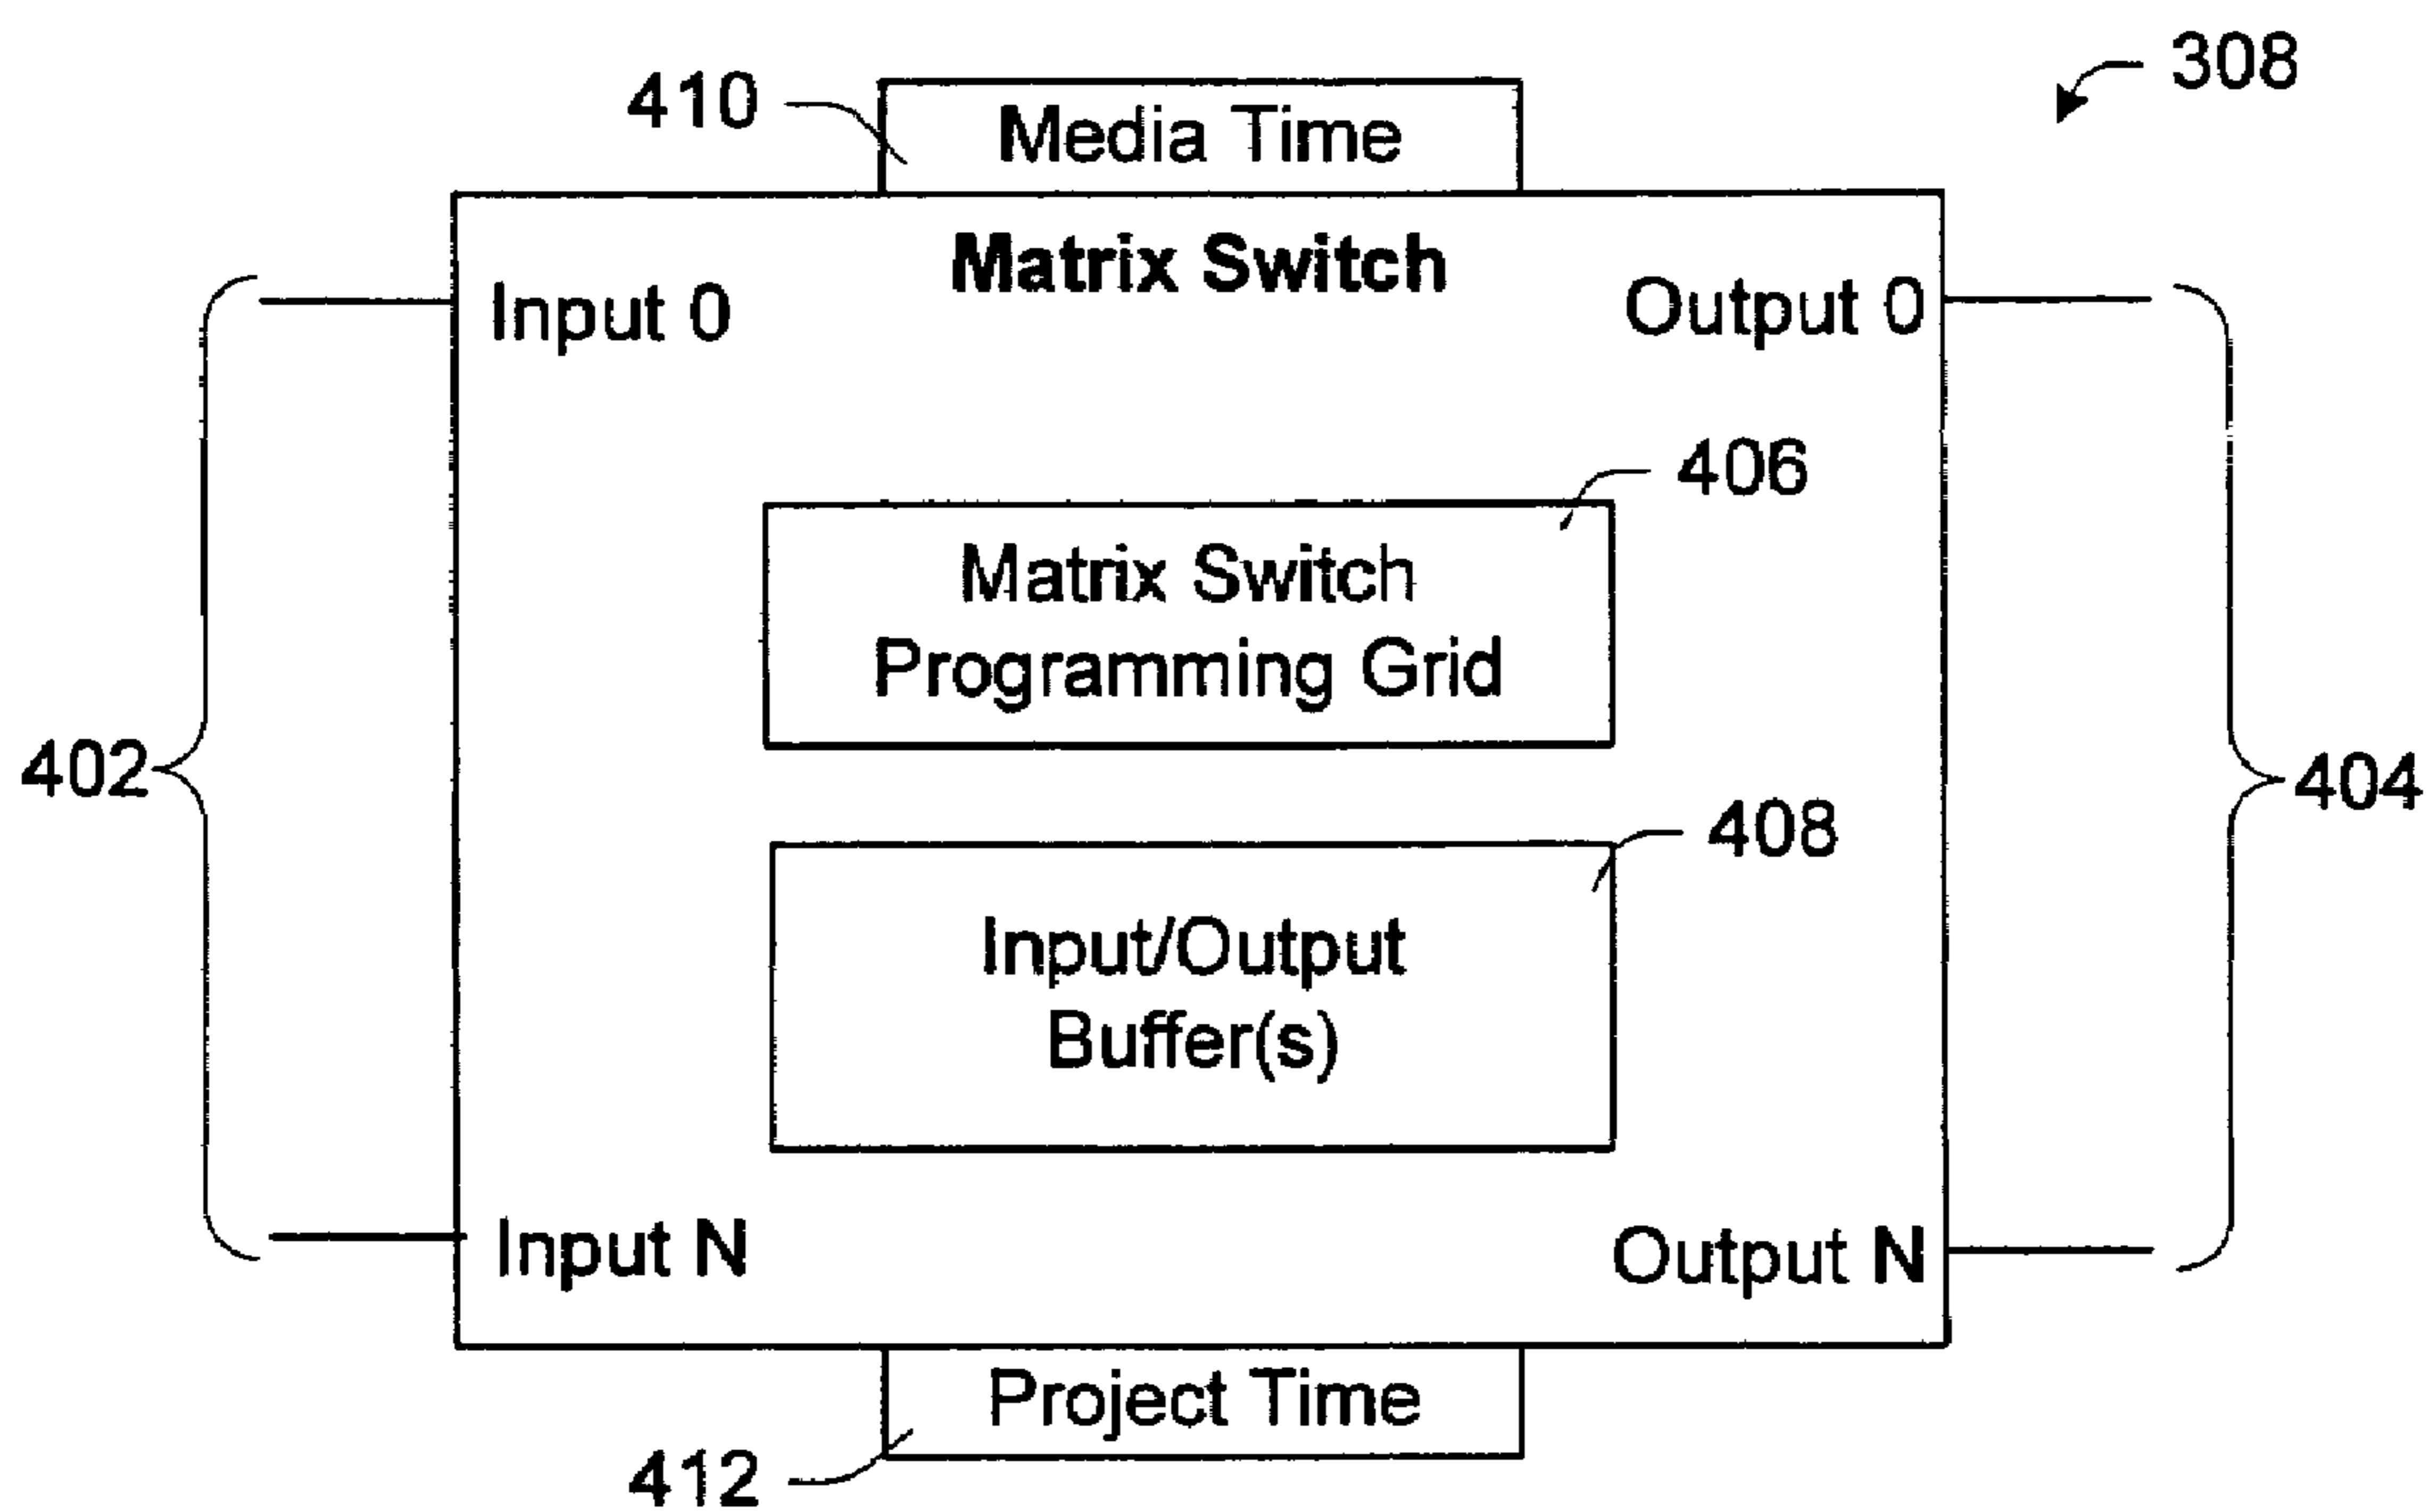 308
410
Media Time
Matrix Switch
Input 0
Output 0
406
Matrix Switch
Programming Grid
402
404
408
Input/Output
Buffer(s)
Input N
Output N
Project Time
412